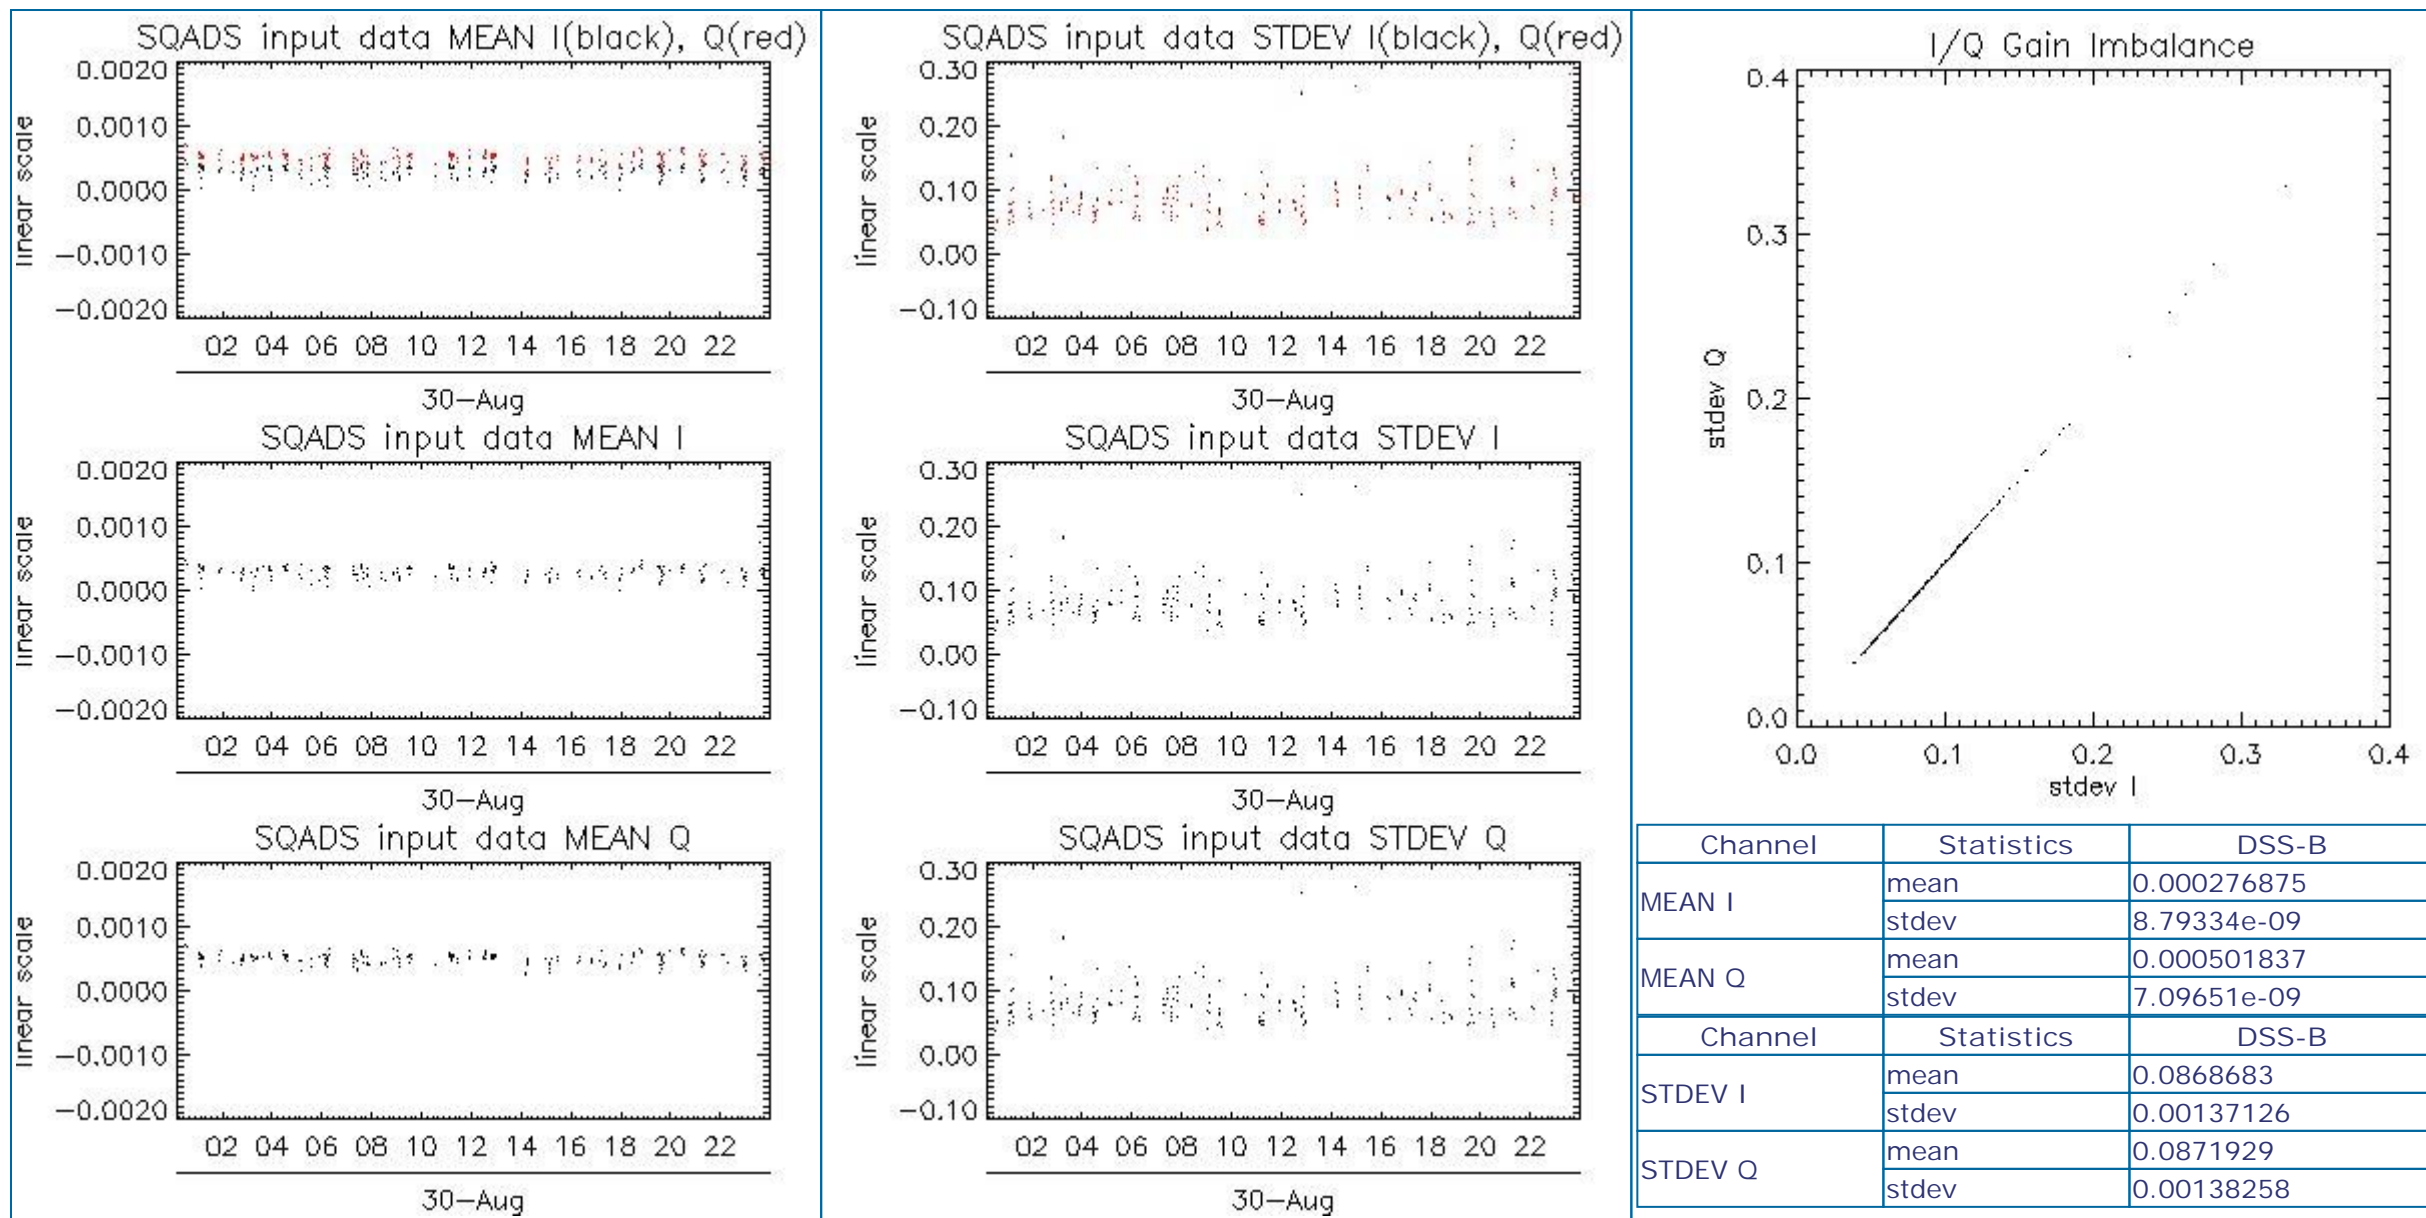 SQADS input data MEAN I(black), Q(red)
linear scale
0.0020
0.0010
0.0000
−0.0010
−0.0020
02 04 06 08 10 12 14 16 18 20 22
30−Aug
SQADS input data MEAN I
linear scale
0.0020
0.0010
0.0000
−0.0010
−0.0020
02 04 06 08 10 12 14 16 18 20 22
30−Aug
SQADS input data MEAN Q
linear scale
0.0020
0.0010
0.0000
−0.0010
−0.0020
02 04 06 08 10 12 14 16 18 20 22
30−Aug
SQADS input data STDEV I(black), Q(red)
linear scale
0.30
0.20
0.10
0.00
−0.10
02 04 06 08 10 12 14 16 18 20 22
30−Aug
SQADS input data STDEV I
linear scale
0.30
0.20
0.10
0.00
−0.10
02 04 06 08 10 12 14 16 18 20 22
30−Aug
SQADS input data STDEV Q
linear scale
0.30
0.20
0.10
0.00
−0.10
02 04 06 08 10 12 14 16 18 20 22
30−Aug
I/Q Gain Imbalance
stdev Q
0.4
0.3
0.2
0.1
0.0
0.0 0.1 0.2 0.3 0.4
stdev I
Channel Statistics DSS-B
MEAN I
mean 0.000276875
stdev 8.79334e-09
MEAN Q
mean 0.000501837
stdev 7.09651e-09
Channel Statistics DSS-B
STDEV I
mean 0.0868683
stdev 0.00137126
STDEV Q
mean 0.0871929
stdev 0.00138258